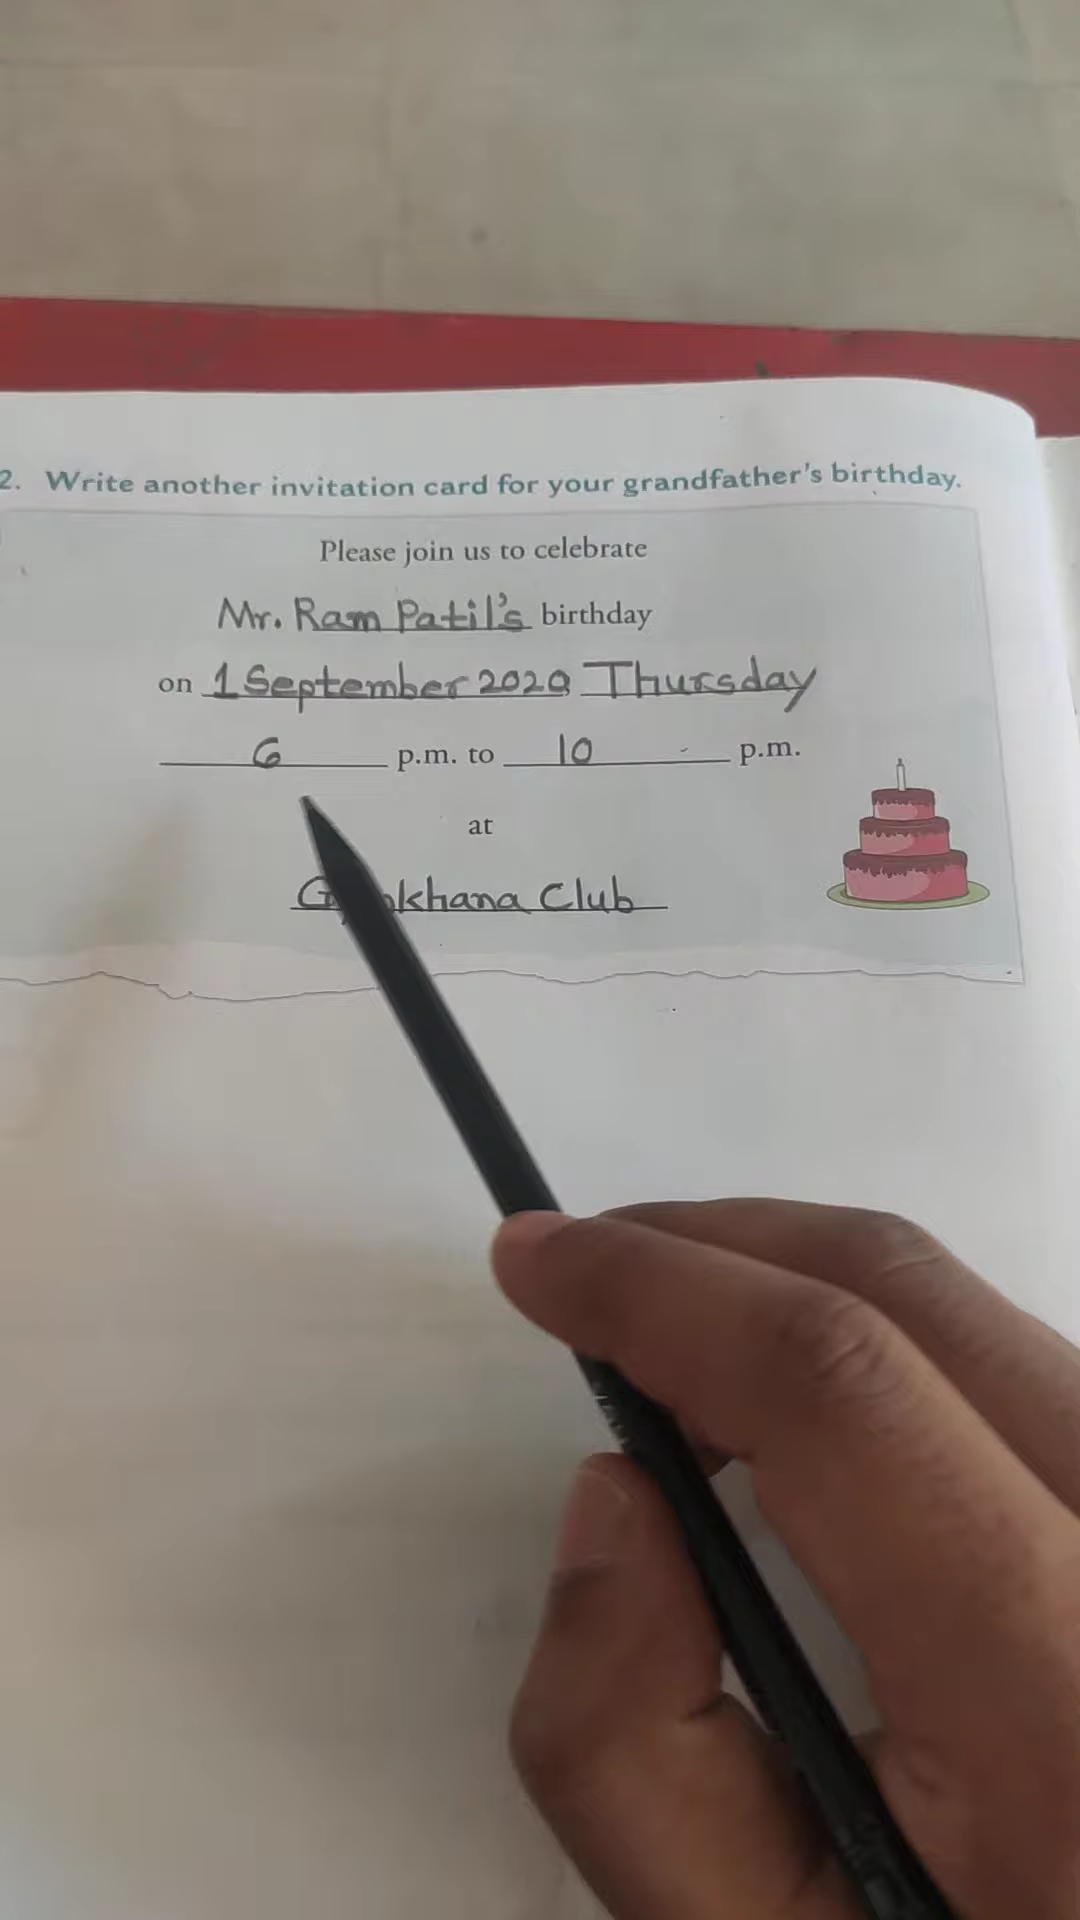 2. Write another invitation card for your grandfather's birthday.
Please join us to celebrate
Mr. Ram Patil's birthday
on 1 September 2020 Thursday
6 p.m. to 10 p.m.
at
Club